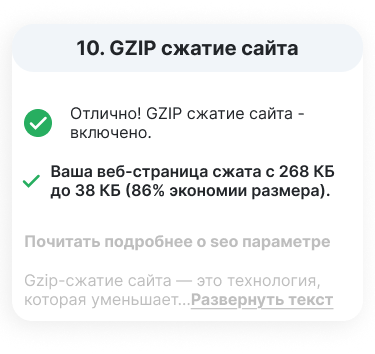 10. GZIP сжатие сайта
Отлично! GZIP сжатие сайта -
включено.
Ваша веб-страница сжата с 268 КБ
до 38 КБ (86% экономии размера).
Почитать подробнее о seo параметре
Gzip-сжатие сайта — это технология,
которая уменьшает...Развернуть текст